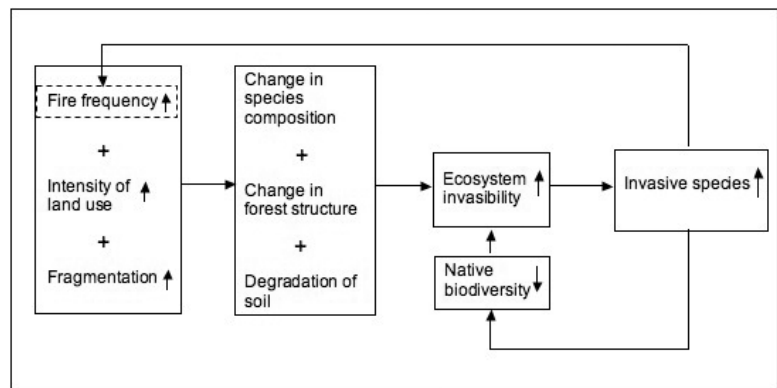 Fire frequency ↑
+
Intensity of
land use ↑
+
Fragmentation ↑
Change in
species
composition
+
Change in
forest structure
+
Degradation of
soil
Ecosystem
invasibility ↑
Native
biodiversity ↓
Invasive species ↑